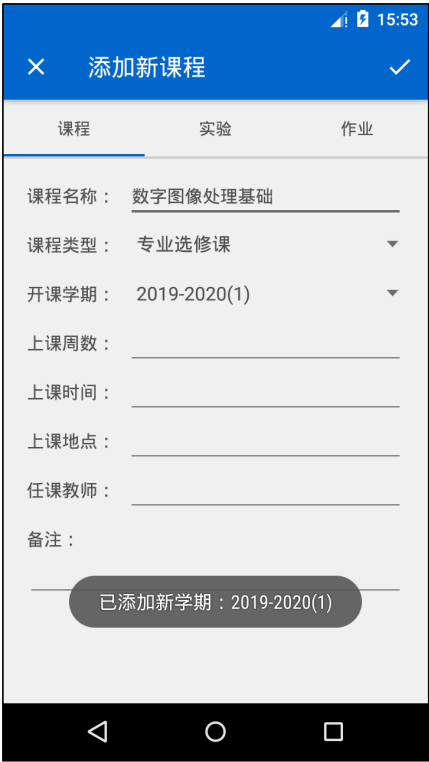 15:53
添加新课程
课程 实验 作业
课程名称： 数字图像处理基础
课程类型： 专业选修课
开课学期： 2019-2020(1)
上课周数：
上课时间：
上课地点：
任课教师：
备注：
已添加新学期：2019-2020(1)